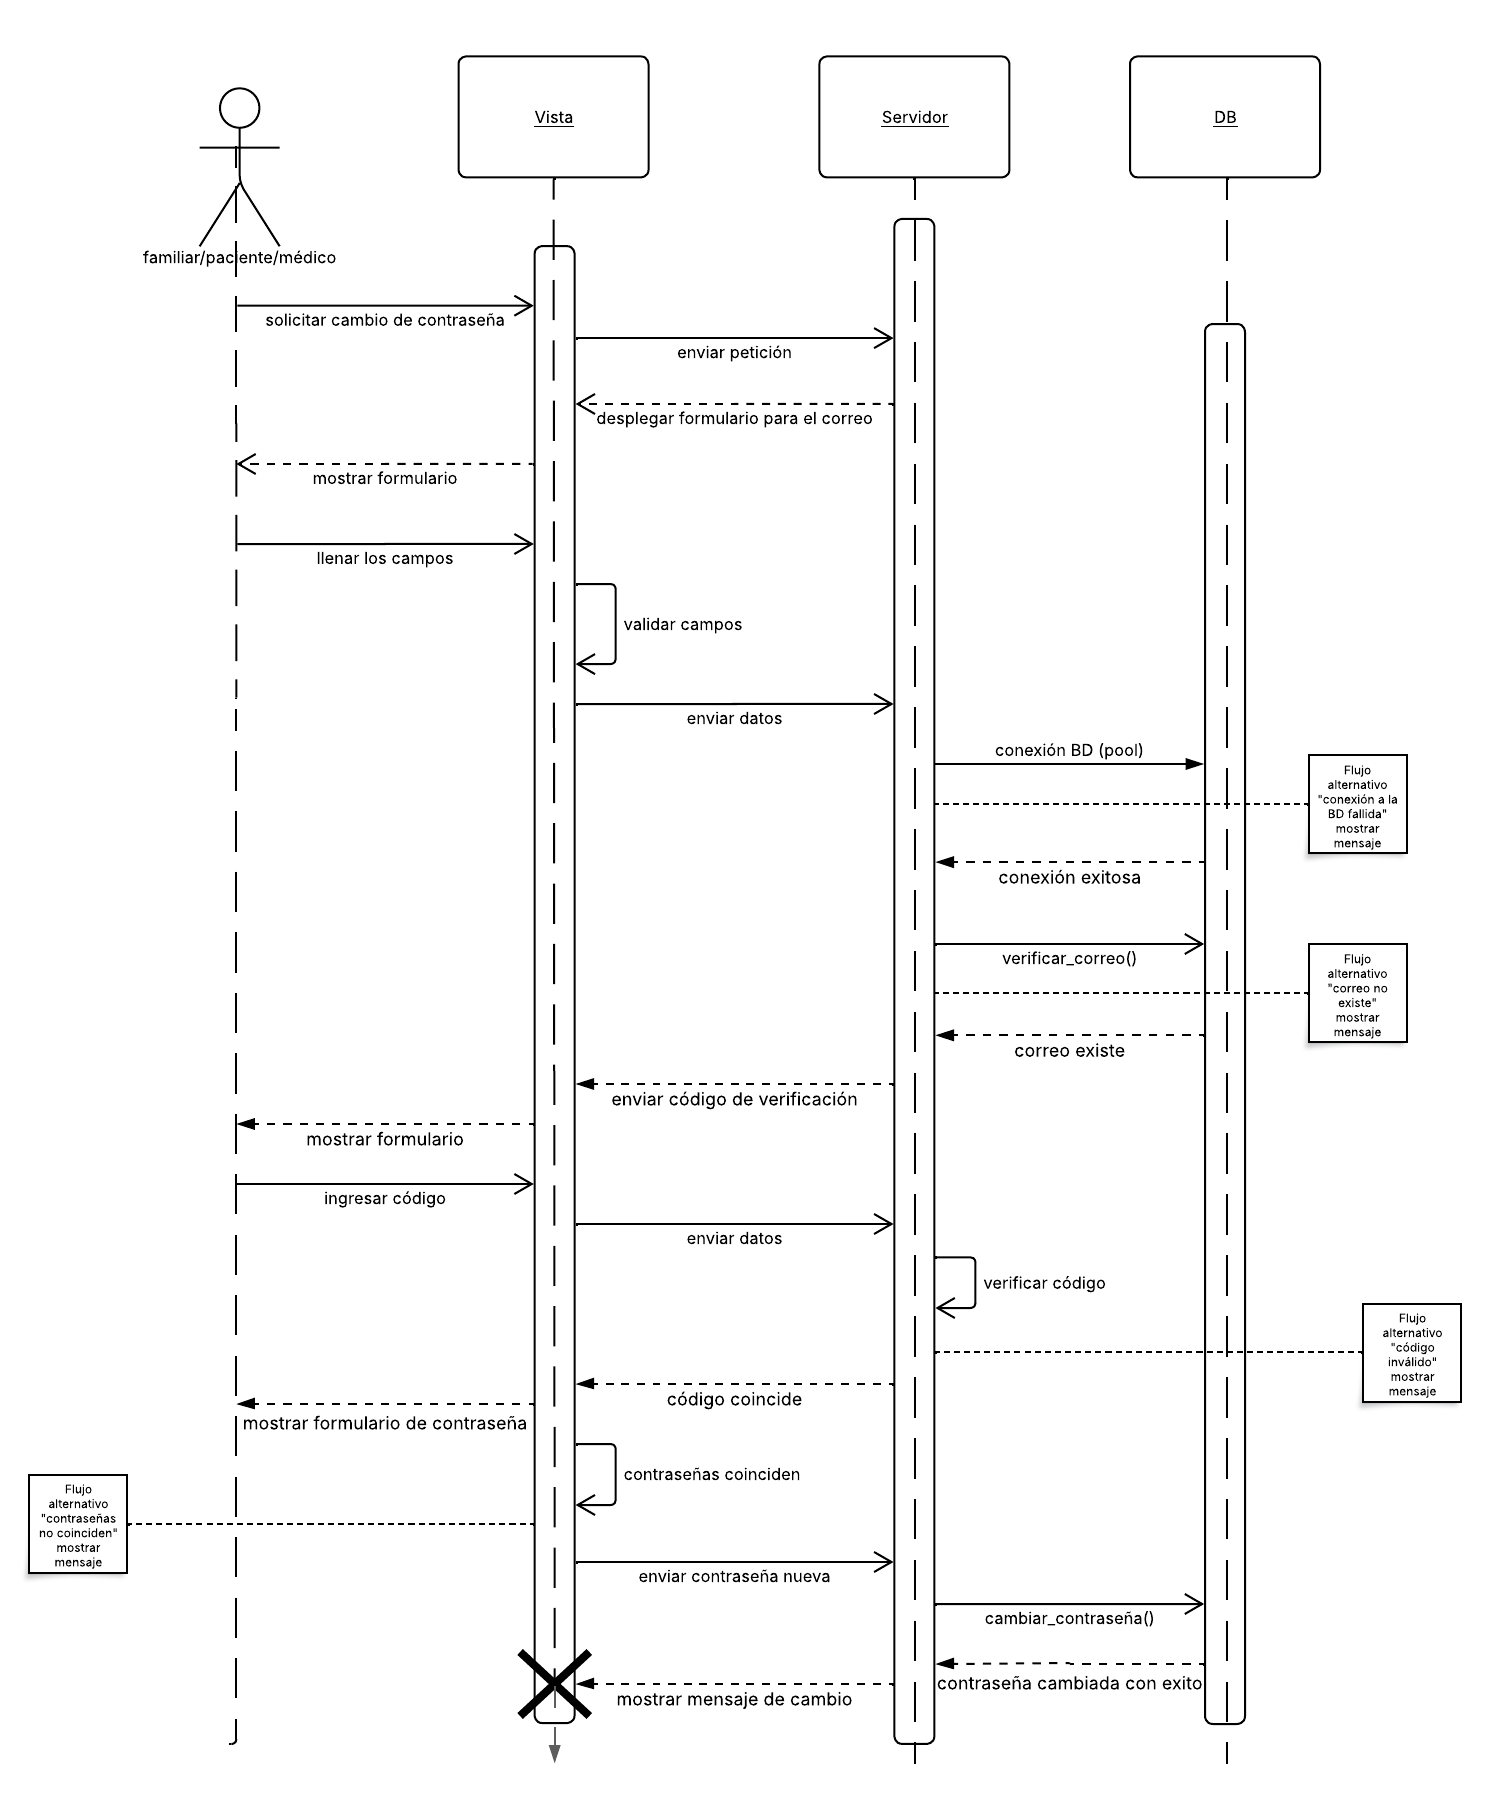 Vista
Servidor
DB
familiar/paciente/médico
solicitar cambio de contraseña
enviar petición
desplegar formulario para el correo
mostrar formulario
llenar los campos
validar campos
enviar datos
conexión BD (pool)
Flujo
alternativo
"conexión a la
BD fallida"
mostrar
mensaje
conexión exitosa
verificar_correo()
Flujo
alternativo
"correo no
existe"
mostrar
mensaje
correo existe
enviar código de verificación
mostrar formulario
ingresar código
enviar datos
verificar código
Flujo
alternativo
"código
inválido"
mostrar
mensaje
código coincide
mostrar formulario de contraseña
contraseñas coinciden
Flujo
alternativo
"contraseñas
no coinciden"
mostrar
mensaje
enviar contraseña nueva
cambiar_contraseña()
contraseña cambiada con exito
mostrar mensaje de cambio